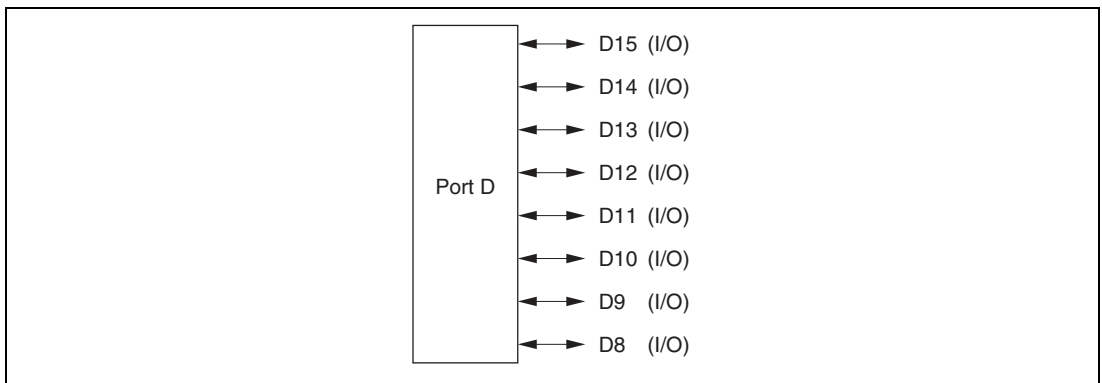 D15 (I/O)
D14 (I/O)
D13 (I/O)
D12 (I/O)
Port D
D11 (I/O)
D10 (I/O)
D9 (I/O)
D8 (I/O)